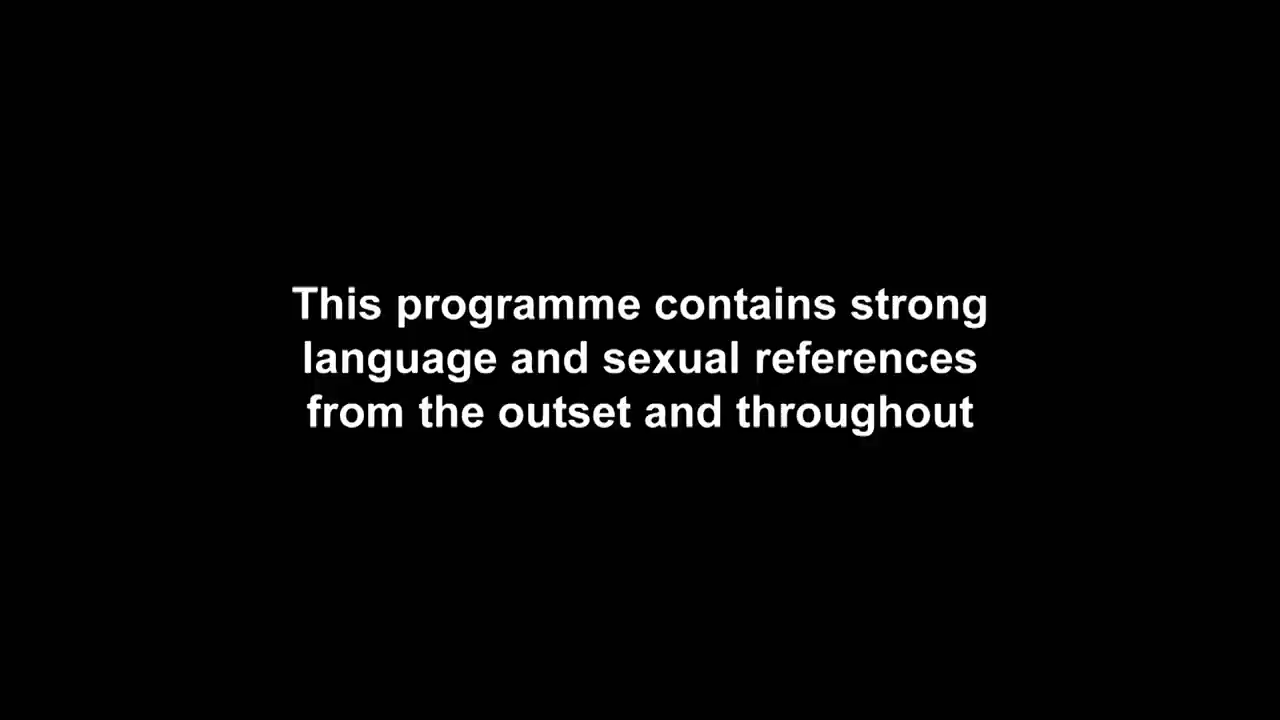 This programme contains strong
language and sexual references
from the outset and throughout